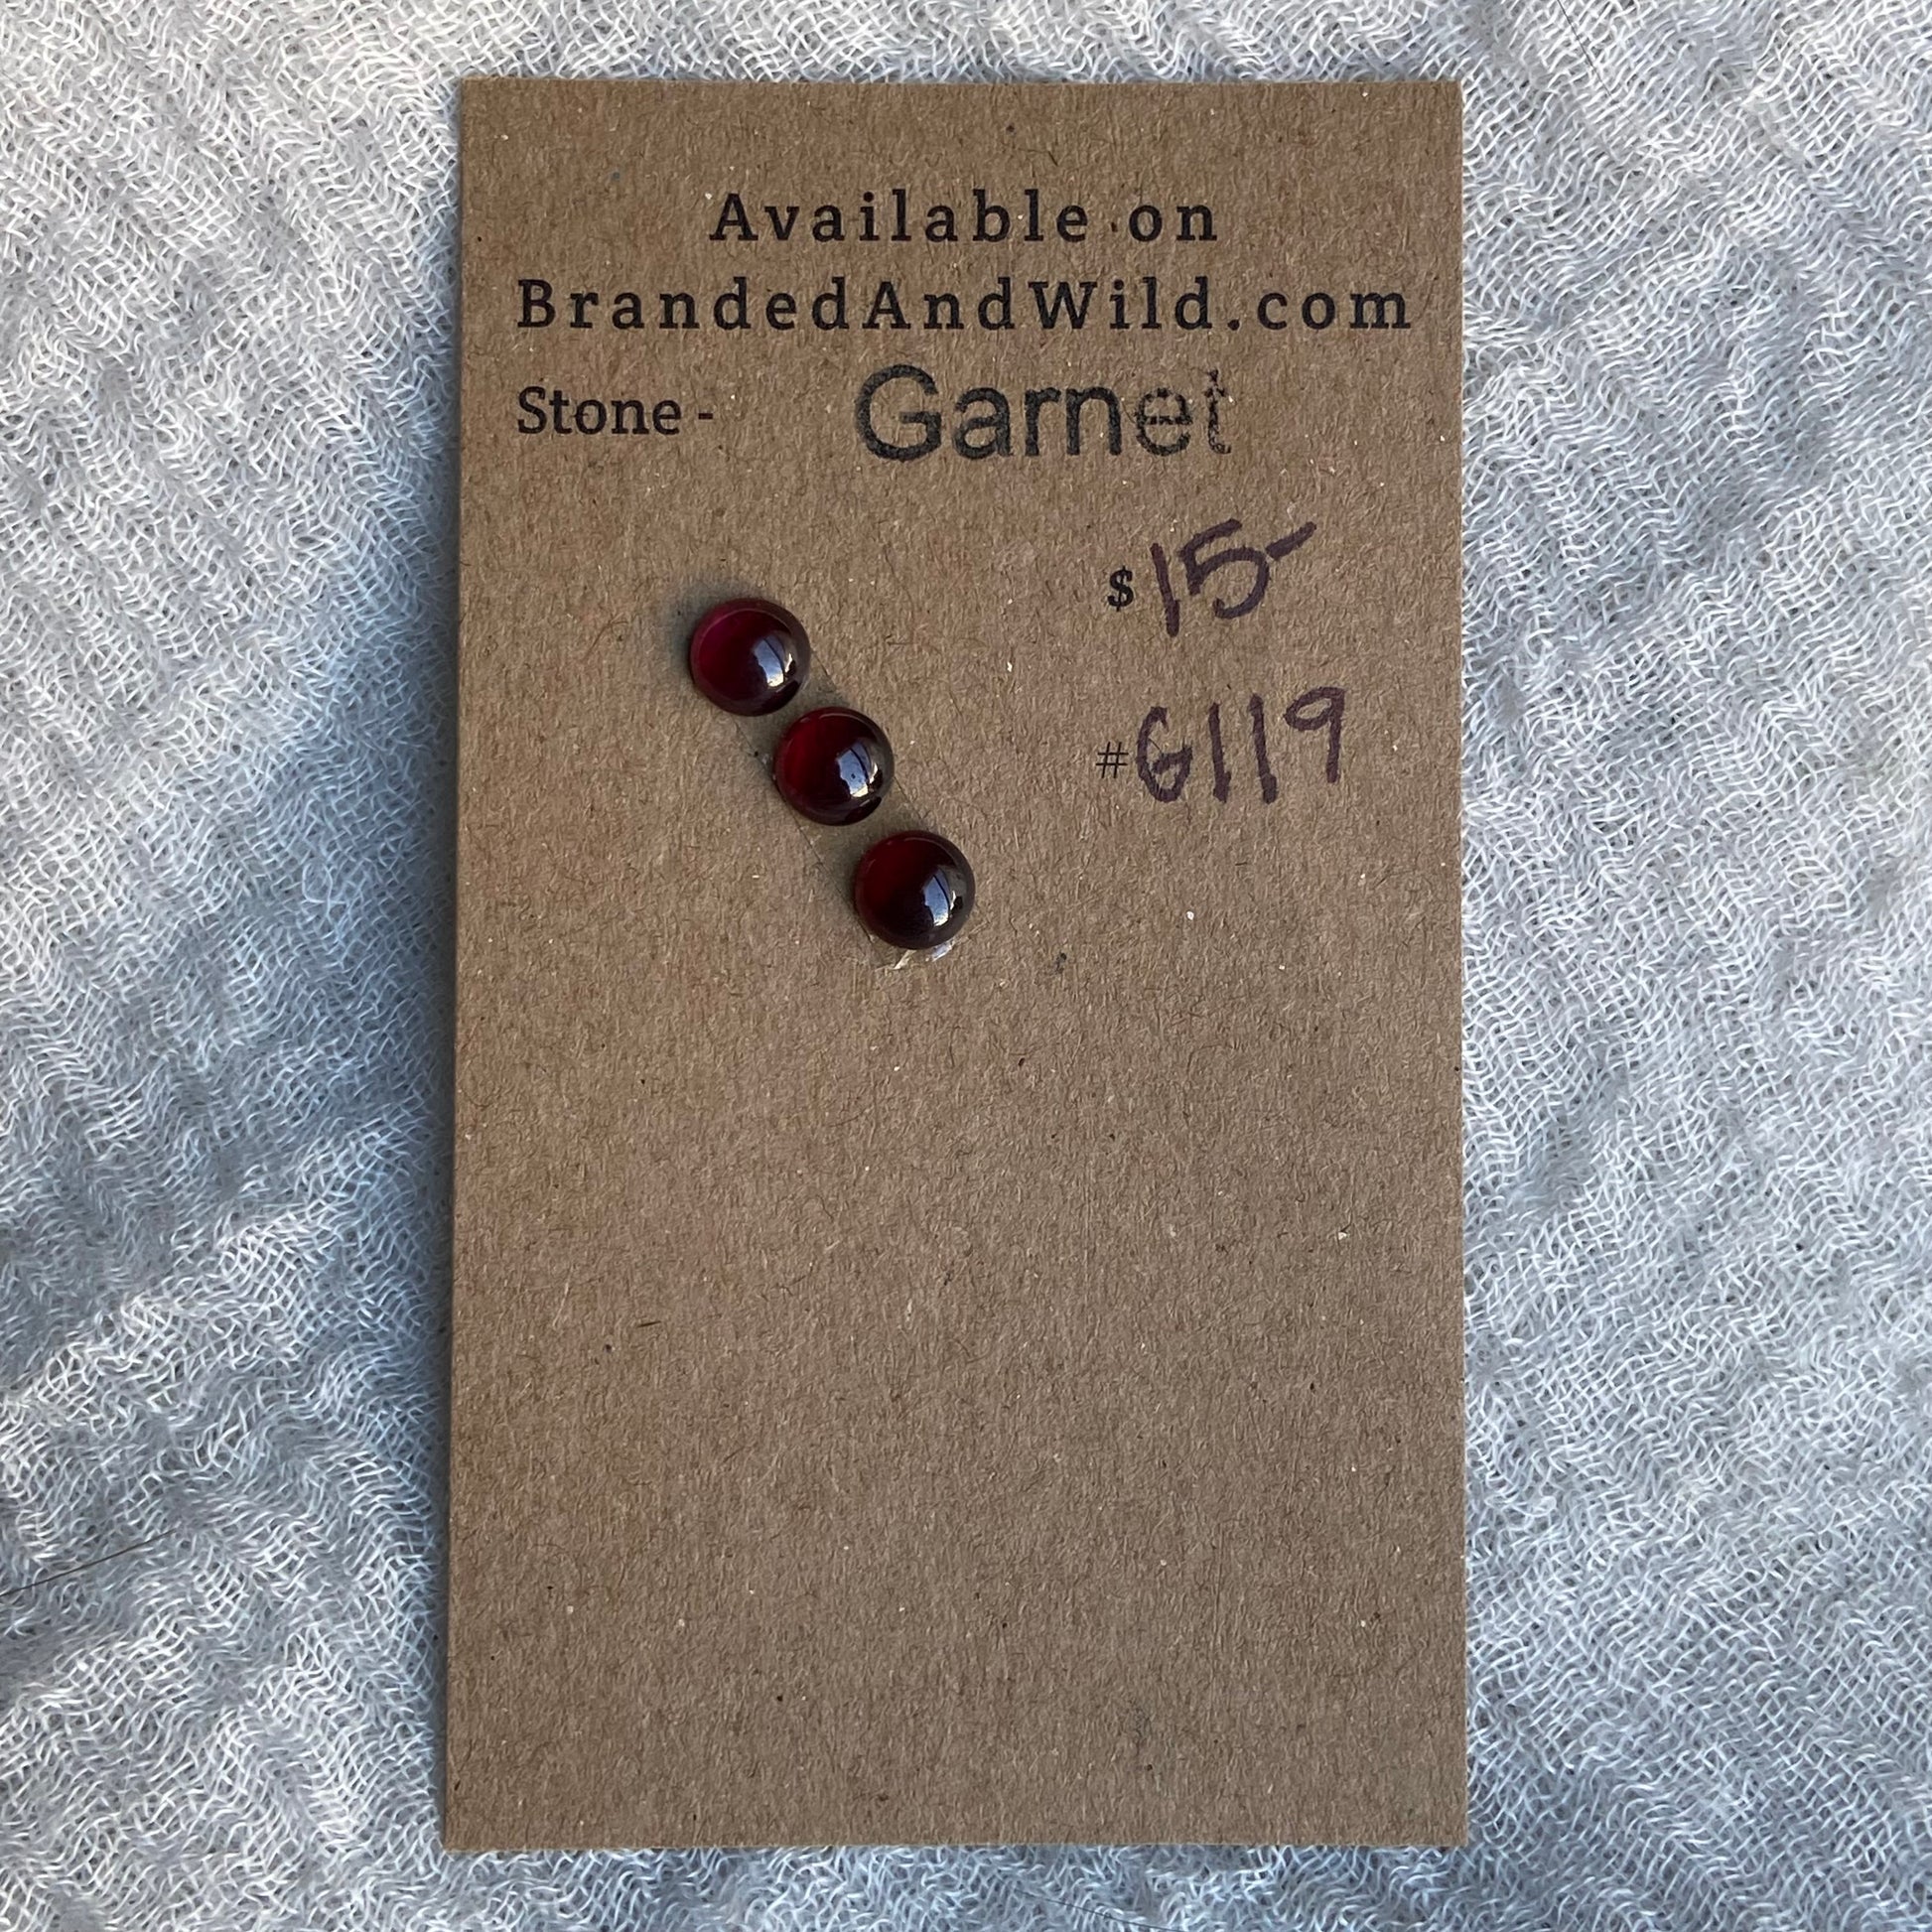 Available on
BrandedAndWild.com
Stone - Garnet
$15-
#G119